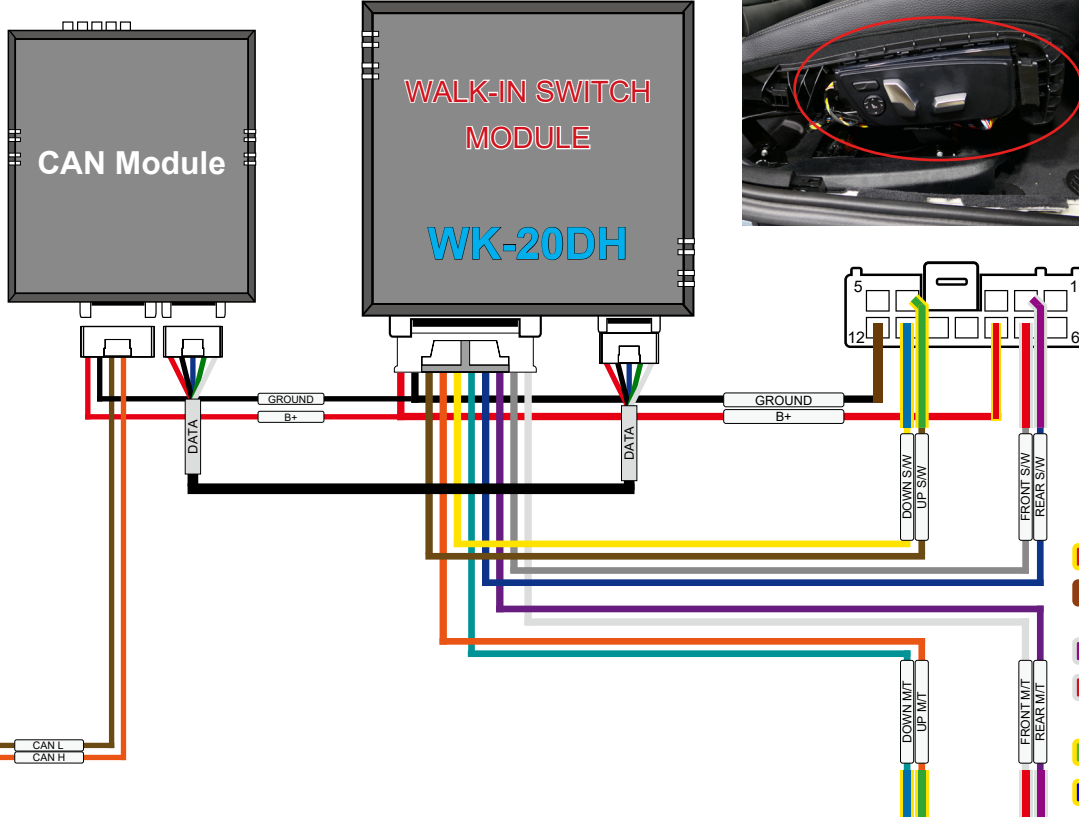 CAN Module
WALK-IN SWITCH
MODULE
WK-20DH
5
1
12
6
GROUND
B+
GROUND
B+
DATA
DATA
DOWN S/W
UP S/W
FRONT S/W
REAR S/W
DOWN M/T
UP M/T
FRONT M/T
REAR M/T
CAN L
CAN H